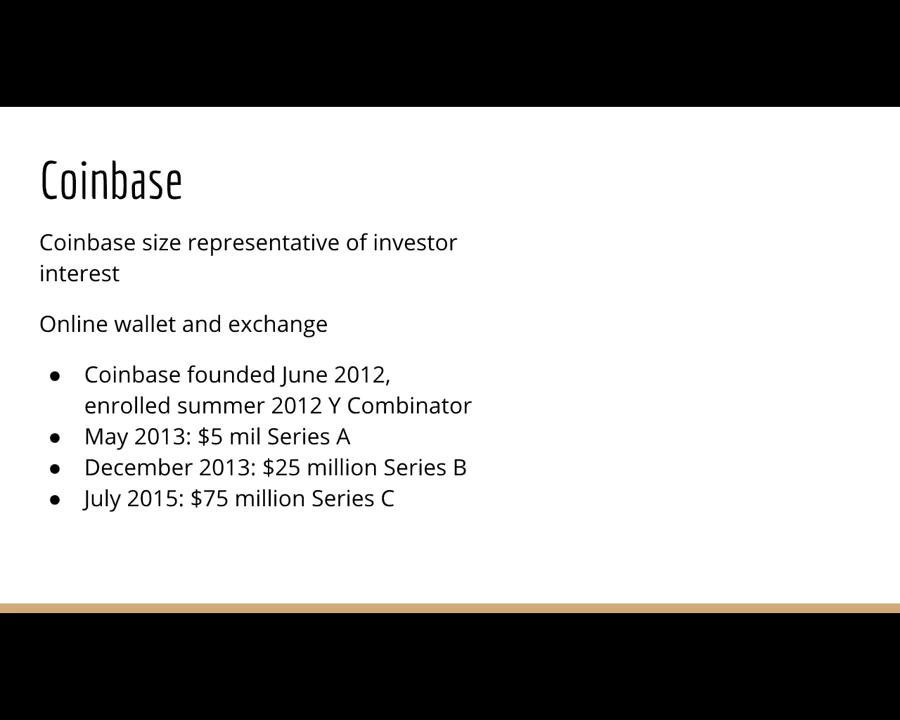 Coinbase
Coinbase size representative of investor
interest
Online wallet and exchange
● Coinbase founded June 2012,
enrolled summer 2012 Y Combinator
● May 2013: $5 mil Series A
● December 2013: $25 million Series B
● July 2015: $75 million Series C